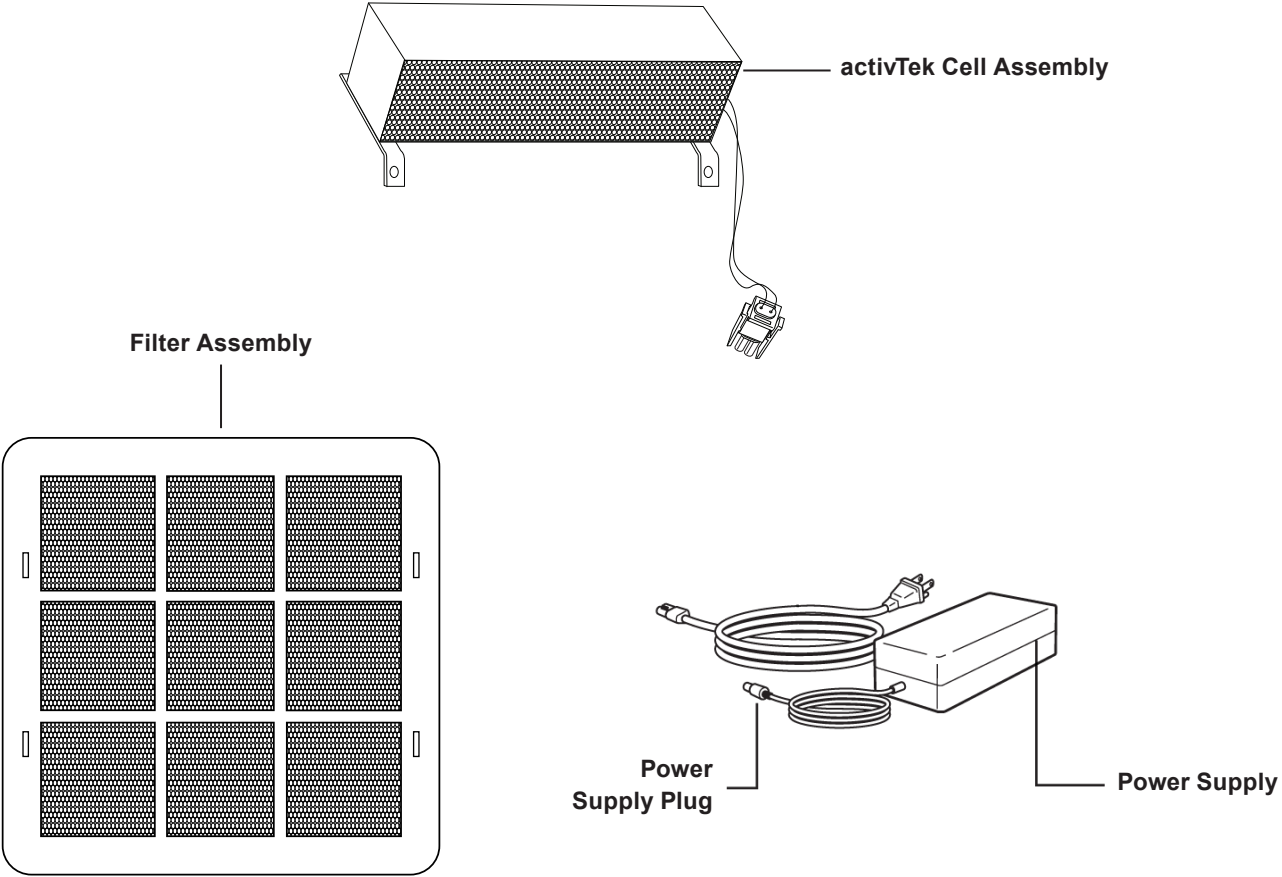 activTek Cell Assembly
Filter Assembly
Power
Supply Plug
Power Supply